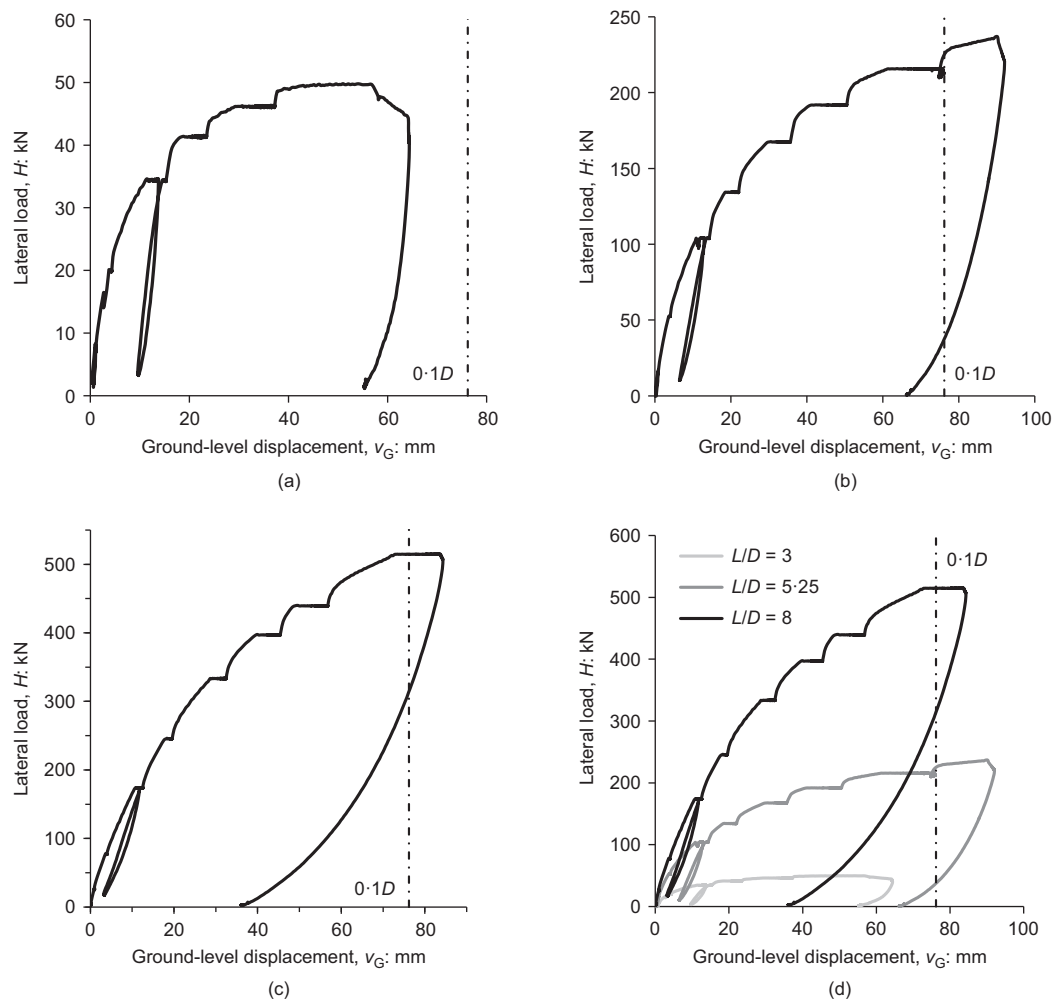 60
50
40
30
20
10
0
Lateral load, H: kN
0·1D
0 20 40 60 80
Ground-level displacement, vG: mm
(a)
250
200
150
100
50
0
Lateral load, H: kN
0·1D
0 20 40 60 80 100
Ground-level displacement, vG: mm
(b)
500
400
300
200
100
0
Lateral load, H: kN
0·1D
0 20 40 60 80
Ground-level displacement, vG: mm
(c)
600
500
400
300
200
100
0
Lateral load, H: kN
L/D = 3
L/D = 5·25
L/D = 8
0·1D
0 20 40 60 80 100
Ground-level displacement, vG: mm
(d)